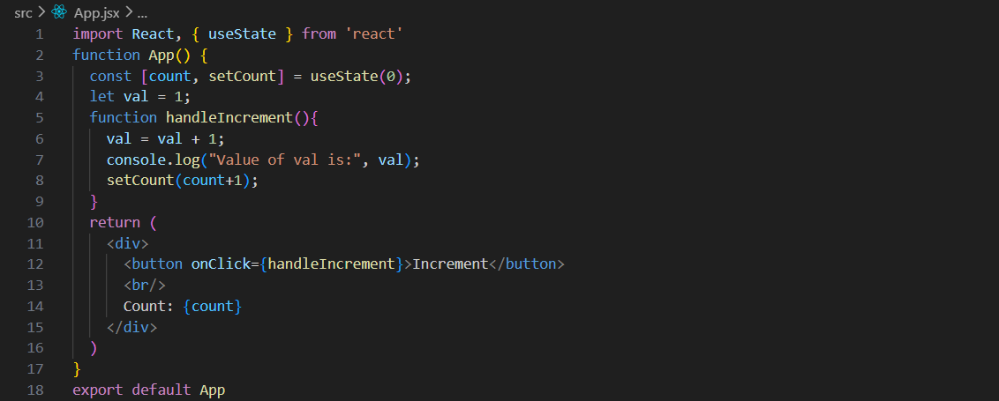 src > App.jsx > ...
1 import React, { useState } from 'react'
2 function App() {
3   const [count, setCount] = useState(0);
4   let val = 1;
5   function handleIncrement(){
6     val = val + 1;
7     console.log("Value of val is:", val);
8     setCount(count+1);
9   }
10   return (
11     <div>
12       <button onClick={handleIncrement}>Increment</button>
13       <br/>
14       Count: {count}
15     </div>
16   )
17 }
18 export default App